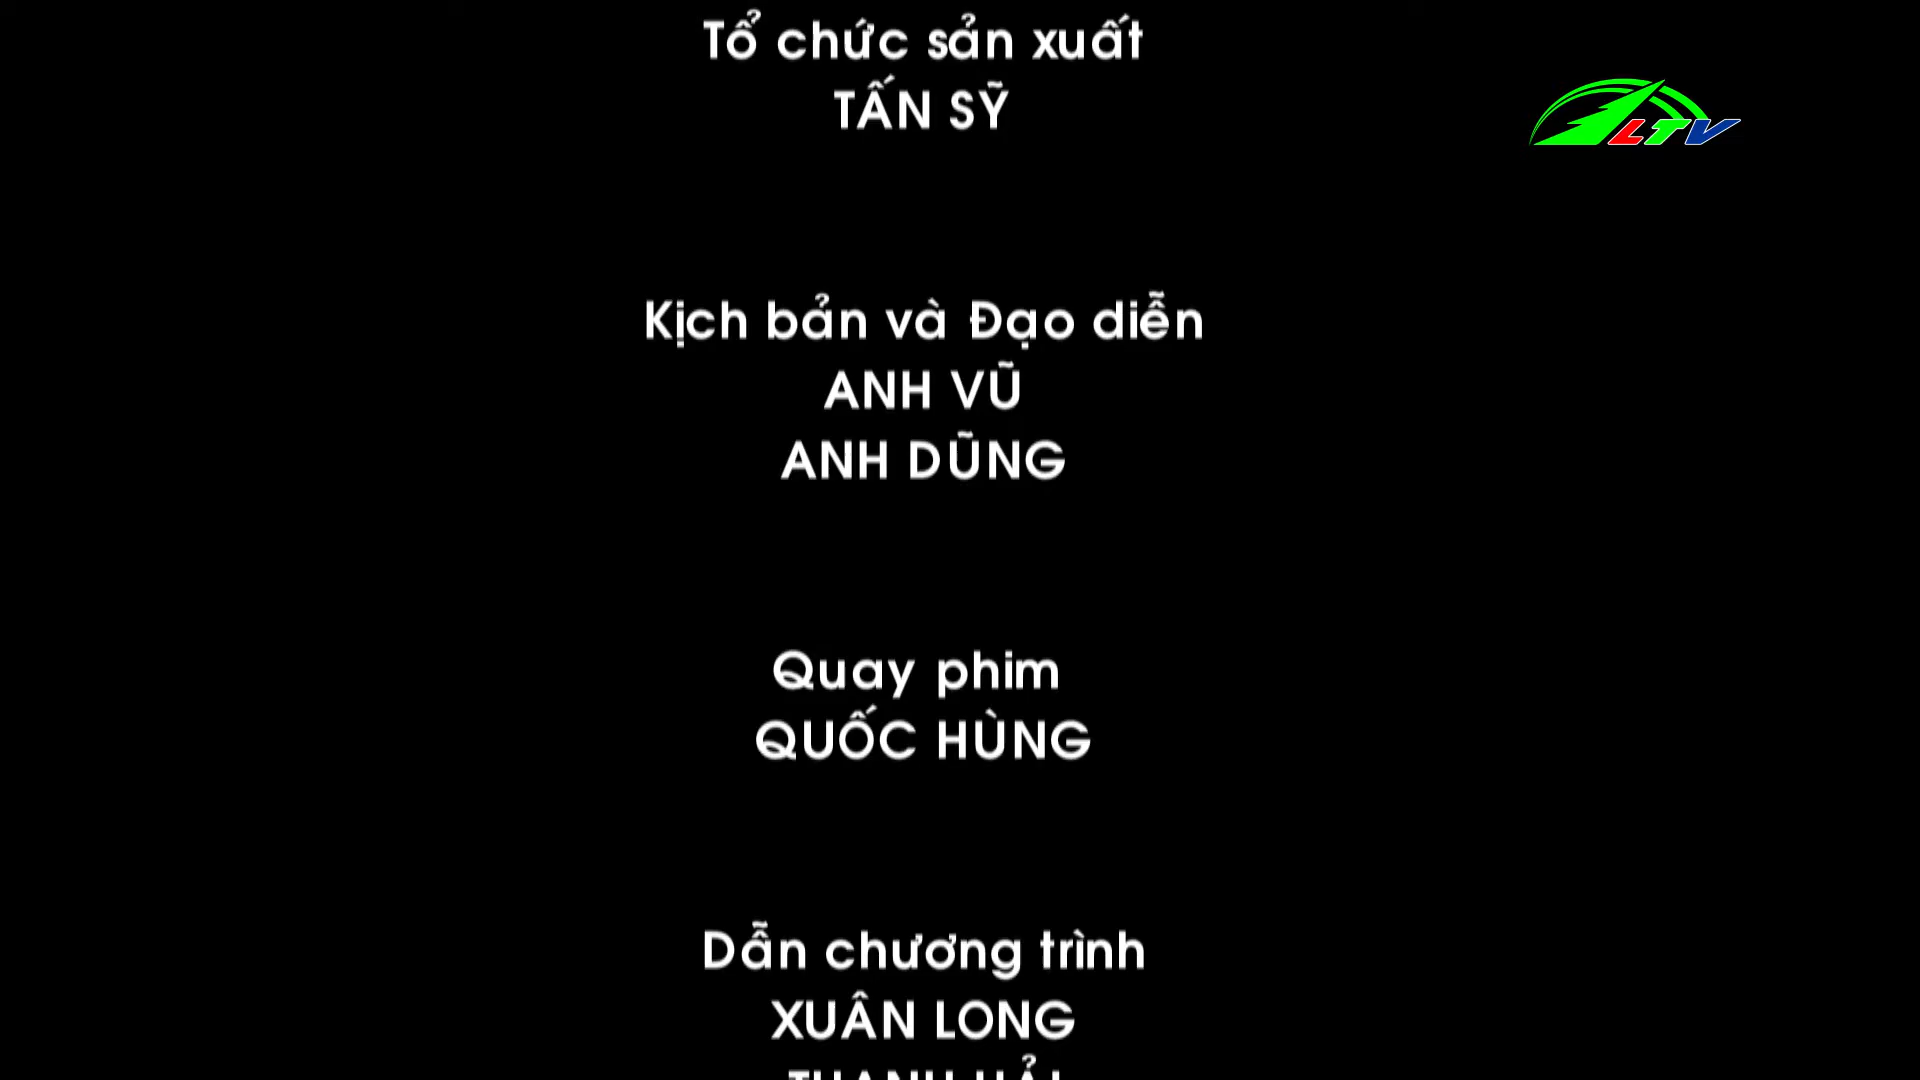 Tổ chức sản xuất
TẤN SỸ
LTV
Kịch bản và Đạo diễn
ANH VŨ
ANH DŨNG
Quay phim
QUỐC HÙNG
Dẫn chương trình
XUÂN LONG